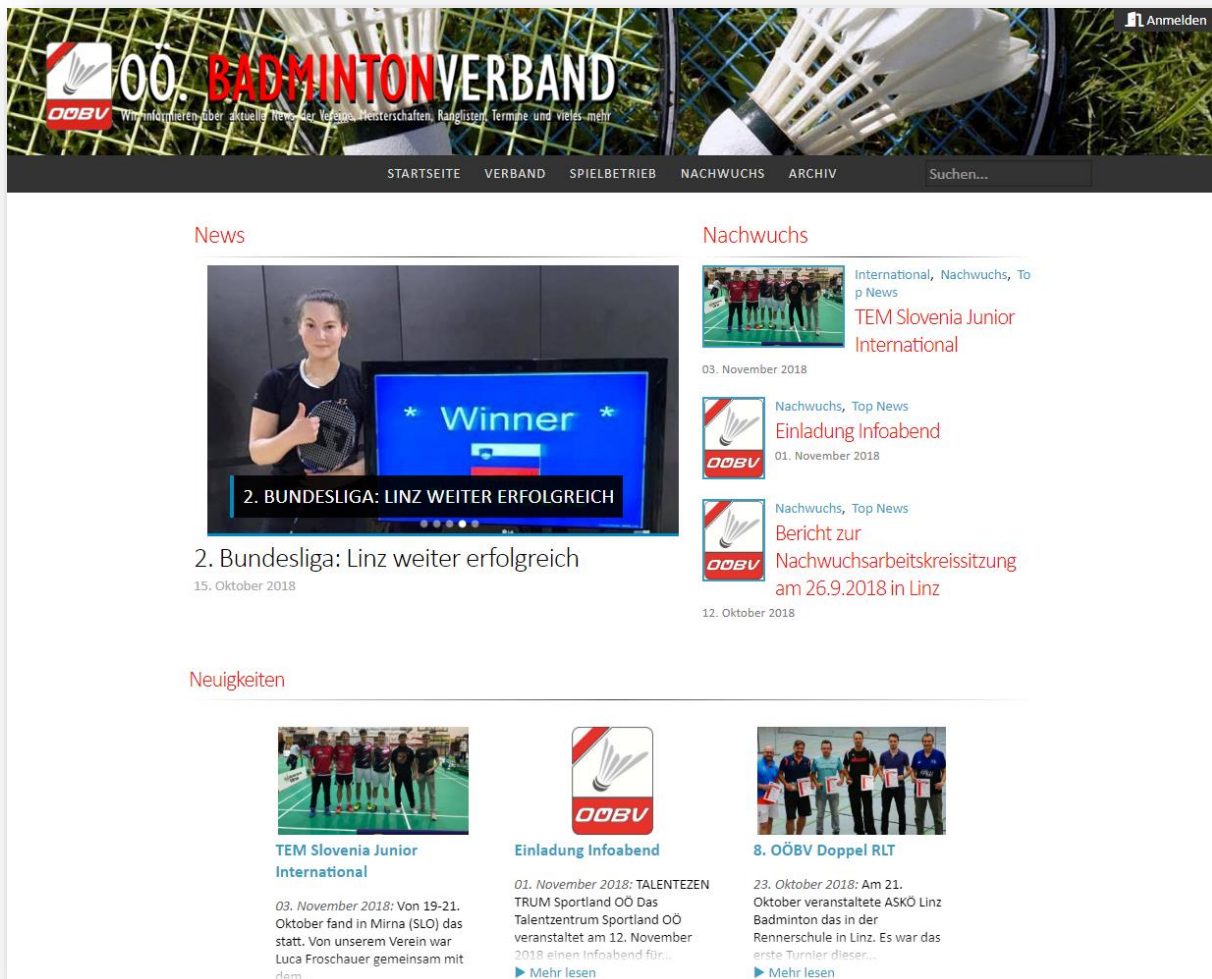 Anmelden
OÖ. BADMINTONVERBAND
OÖBV
Wir informieren über aktuelle News der Vereine, Meisterschaften, Ranglisten, Termine und vieles mehr
STARTSEITE VERBAND SPIELBETRIEB NACHWUCHS ARCHIV Suchen...
News
* Winner *
2. BUNDESLIGA: LINZ WEITER ERFOLGREICH
2. Bundesliga: Linz weiter erfolgreich
15. Oktober 2018
Nachwuchs
International, Nachwuchs, To
p News
TEM Slovenia Junior
International
03. November 2018
Nachwuchs, Top News
Einladung Infoabend
01. November 2018
OÖBV
Nachwuchs, Top News
Bericht zur
Nachwuchsarbeitskreissitzung
am 26.9.2018 in Linz
OÖBV
12. Oktober 2018
Neuigkeiten
TEM Slovenia Junior
International
03. November 2018: Von 19-21.
Oktober fand in Mirna (SLO) das
statt. Von unserem Verein war
Luca Froschauer gemeinsam mit
dem...
OÖBV
Einladung Infoabend
01. November 2018: TALENTEZEN
TRUM Sportland OÖ Das
Talentzentrum Sportland OÖ
veranstaltet am 12. November
2018 einen Infoabend für...
Mehr lesen
8. OÖBV Doppel RLT
23. Oktober 2018: Am 21.
Oktober veranstaltete ASKÖ Linz
Badminton das in der
Rennerschule in Linz. Es war das
erste Turnier dieser...
Mehr lesen